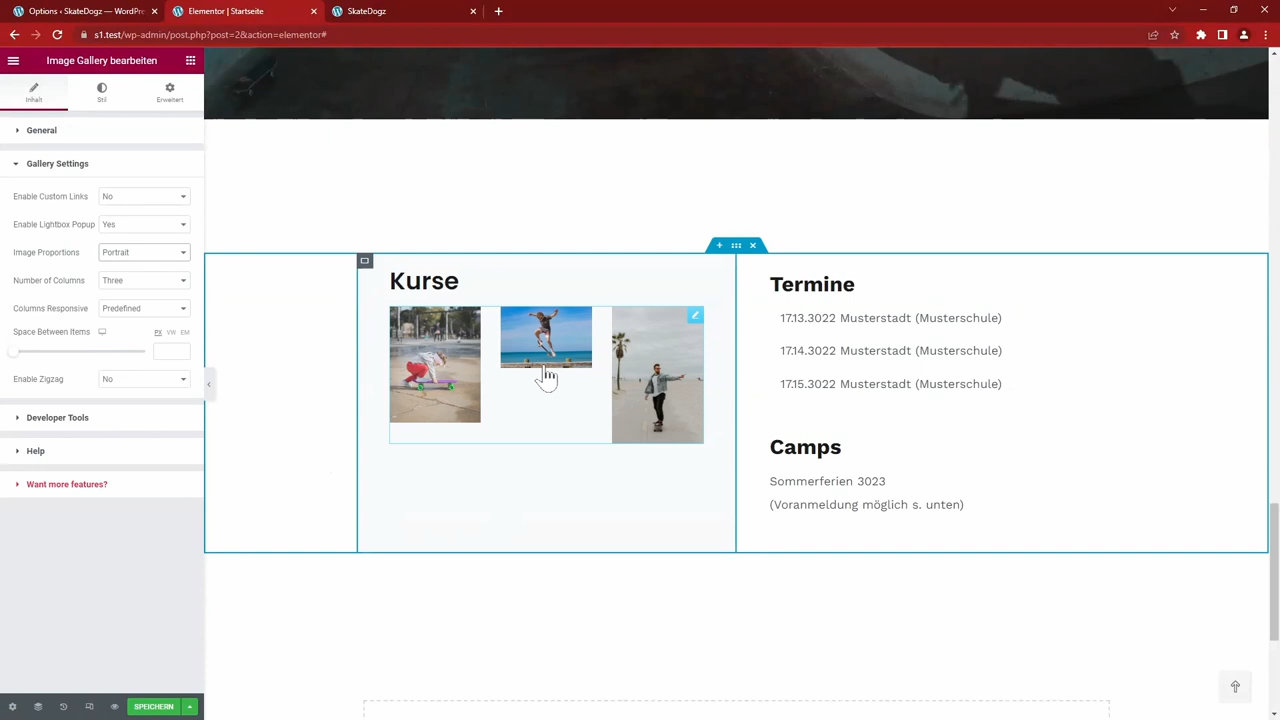 Options ‹ SkateDogz — WordPre
Elementor | Startseite
SkateDogz
s1.test/wp-admin/post.php?post=2&action=elementor#
Image Gallery bearbeiten
Inhalt
Stil
Erweitert
General
Gallery Settings
Enable Custom Links No
Enable Lightbox Popup Yes
Image Proportions Portrait
Number of Columns Three
Columns Responsive Predefined
Space Between Items PX VW EM
Enable Zigzag No
Developer Tools
Help
Want more features?
SPEICHERN
Kurse
Termine
17.13.3022 Musterstadt (Musterschule)
17.14.3022 Musterstadt (Musterschule)
17.15.3022 Musterstadt (Musterschule)
Camps
Sommerferien 3023
(Voranmeldung möglich s. unten)